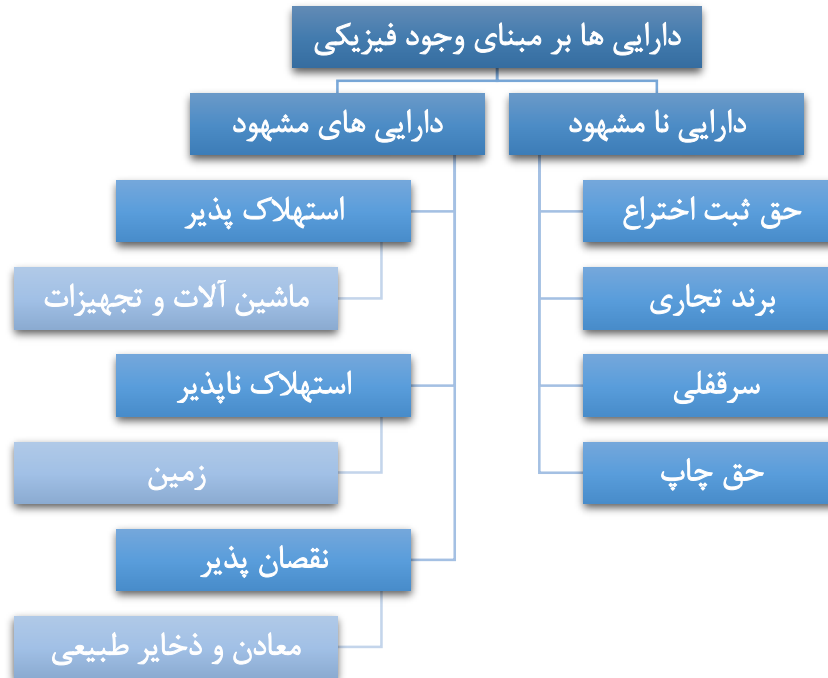 دارایی ها بر مبنای وجود فیزیکی
دارایی نا مشهود
حق ثبت اختراع
برند تجاری
سرقفلی
حق چاپ
دارایی های مشهود
استهلاک پذیر
ماشین آلات و تجهیزات
استهلاک ناپذیر
زمین
نقصان پذیر
معادن و ذخایر طبیعی